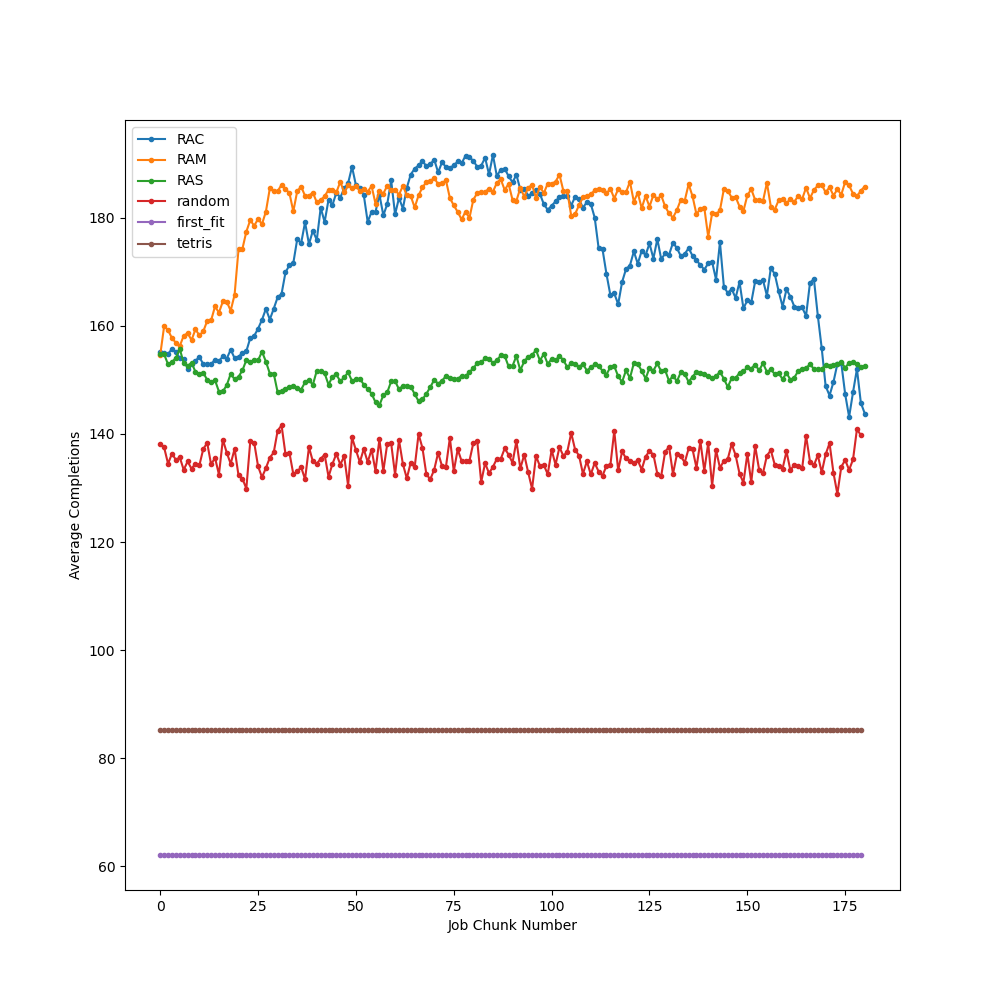 RAC
RAM
RAS
random
first_fit
tetris
180
160
140
120
100
80
60
Average Completions
0 25 50 75 100 125 150 175
Job Chunk Number